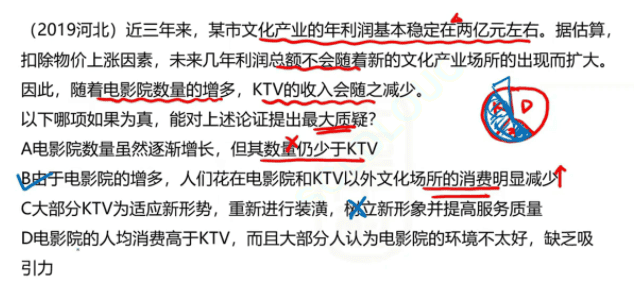 （2019河北）近三年来，某市文化产业的年利润基本稳定在两亿元左右。据估算，
扣除物价上涨因素，未来几年利润总额不会随着新的文化产业场所的出现而扩大。
因此，随着电影院数量的增多，KTV的收入会随之减少。
以下哪项如果为真，能对上述论证提出最大质疑？
A电影院数量虽然逐渐增长，但其数量仍少于KTV
B由于电影院的增多，人们花在电影院和KTV以外文化场所的消费明显减少
C大部分KTV为适应新形势，重新进行装潢，树立新形象并提高服务质量
D电影院的人均消费高于KTV，而且大部分人认为电影院的环境不太好，缺乏吸
引力